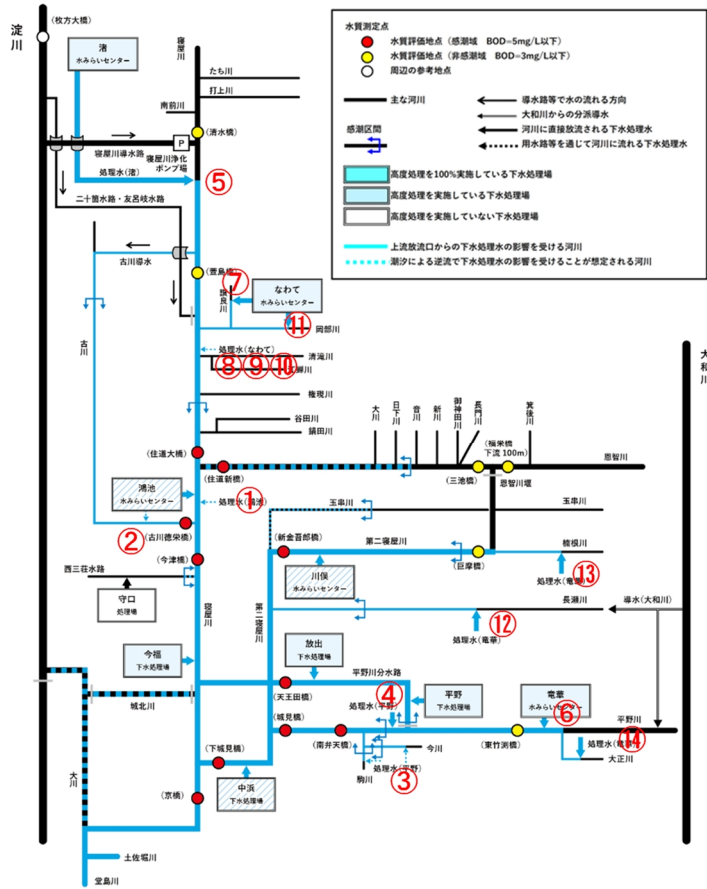 淀川
(枚方大橋)
渚
水みらいセンター
寝屋川
たち川
打上川
南前川
(清水橋)
P
寝屋川導水路
寝屋川浄化
ポンプ場
処理水(渚)
⑤
二十箇水路・友呂岐水路
古川導水
(萱島橋)
⑦
なわて
水みらいセンター
⑪
岡部川
古川
処理水(なわて)
清滝川
⑧
⑨
⑩
権現川
谷田川
鍋田川
(住道大橋)
(住道新橋)
大川
日下川
音川
新川
御神田川
長門川
箕後川
(福栄橋
下流 100m)
恩智川
(三池橋)
恩智川堰
大和川
鴻池
水みらいセンター
処理水(鴻池)
①
②
(古川徳栄橋)
玉串川
玉串川
(新金吾郎橋)
第二寝屋川
(巨摩橋)
楠根川
(今津橋)
西三荘水路
守口
処理場
川俣
水みらいセンター
処理水(竜華)
⑬
寝屋川
第二寝屋川
長瀬川
導水(大和川)
処理水(竜華)
⑫
今福
下水処理場
放出
下水処理場
平野川分水路
城北川
(天王田橋)
処理水(平野)
④
平野
下水処理場
竜華
水みらいセンター
⑥
平野川
(城見橋)
(南弁天橋)
(東竹渕橋)
処理水(竜華)
⑭
大正川
今川
駒川
処理水(平野)
③
(下城見橋)
中浜
下水処理場
大川
(京橋)
土佐堀川
堂島川
水質測定点
水質評価地点(感潮域 BOD=5mg/L以下)
水質評価地点(非感潮域 BOD=3mg/L以下)
周辺の参考地点
主な河川
感潮区間
導水路等で水の流れる方向
大和川からの分派導水
河川に直接放流される下水処理水
用水路等を通じて河川に流れる下水処理水
高度処理を100%実施している下水処理場
高度処理を実施している下水処理場
高度処理を実施していない下水処理場
上流放流口からの下水処理水の影響を受ける河川
潮汐による逆流で下水処理水の影響を受けることが想定される河川